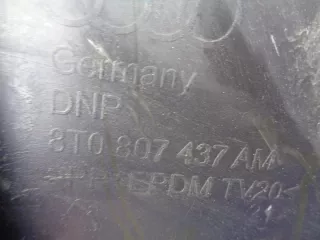 Germany
DNP
8T0 807 437 AM
EPDM TV20<